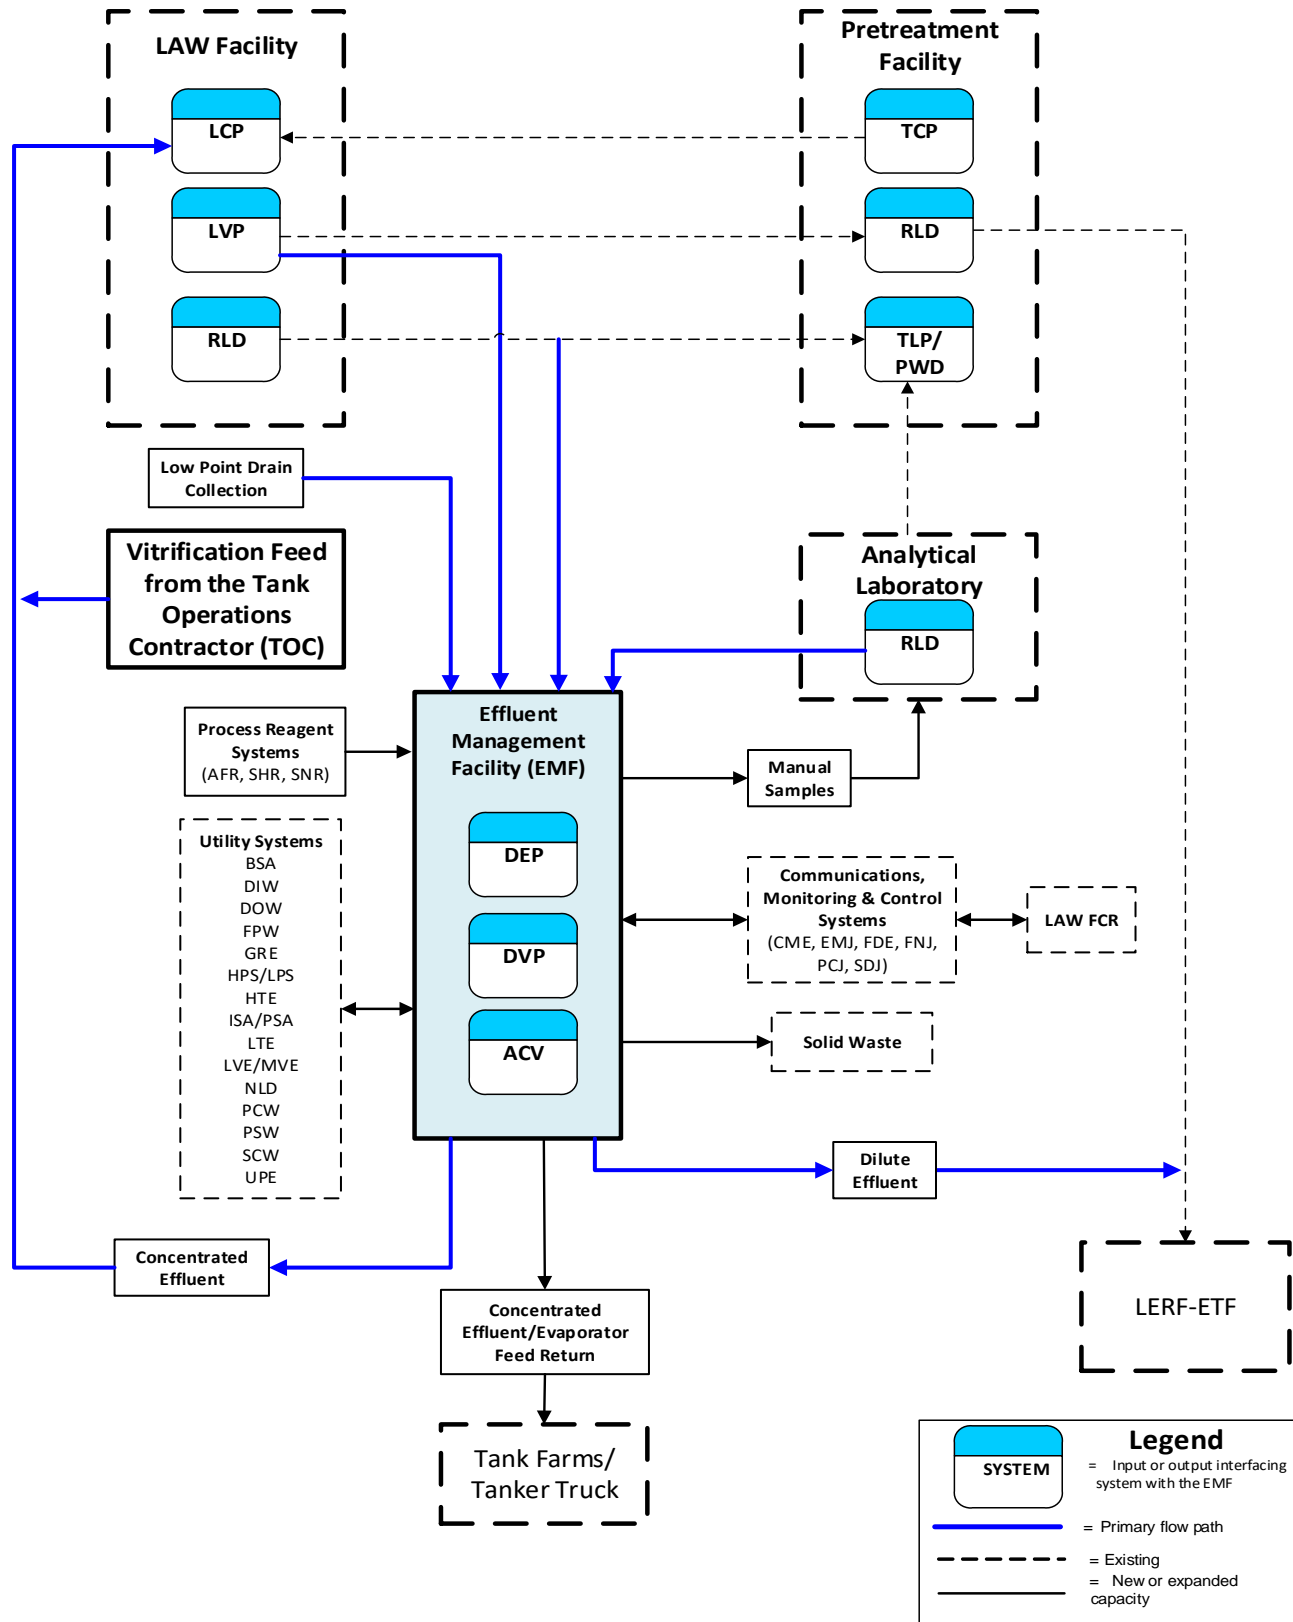 LAW Facility
LCP
LVP
RLD
Pretreatment
Facility
TCP
RLD
TLP/
PWD
Low Point Drain
Collection
Vitrification Feed
from the Tank
Operations
Contractor (TOC)
Analytical
Laboratory
RLD
Process Reagent
Systems
(AFR, SHR, SNR)
Effluent
Management
Facility (EMF)
DEP
DVP
ACV
Manual
Samples
Utility Systems
BSA
DIW
DOW
FPW
GRE
HPS/LPS
HTE
ISA/PSA
LTE
LVE/MVE
NLD
PCW
PSW
SCW
UPE
Communications,
Monitoring & Control
Systems
(CME, EMJ, FDE, FNJ,
PCJ, SDJ)
LAW FCR
Solid Waste
Dilute
Effluent
Concentrated
Effluent
Concentrated
Effluent/Evaporator
Feed Return
LERF-ETF
Tank Farms/
Tanker Truck
Legend
SYSTEM
= Input or output interfacing
system with the EMF
= Primary flow path
= Existing
= New or expanded
capacity